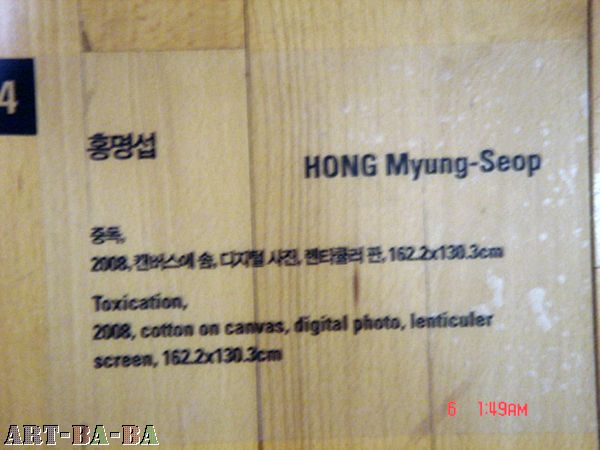 4
홍명섭
HONG Myung-Seop
중독,
2008, 캔버스에 솜, 디지털 사진, 렌티큘러 판, 162.2x130.3cm
Toxication,
2008, cotton on canvas, digital photo, lenticuler
screen, 162.2x130.3cm
6 1:49AM
ART-BA-BA